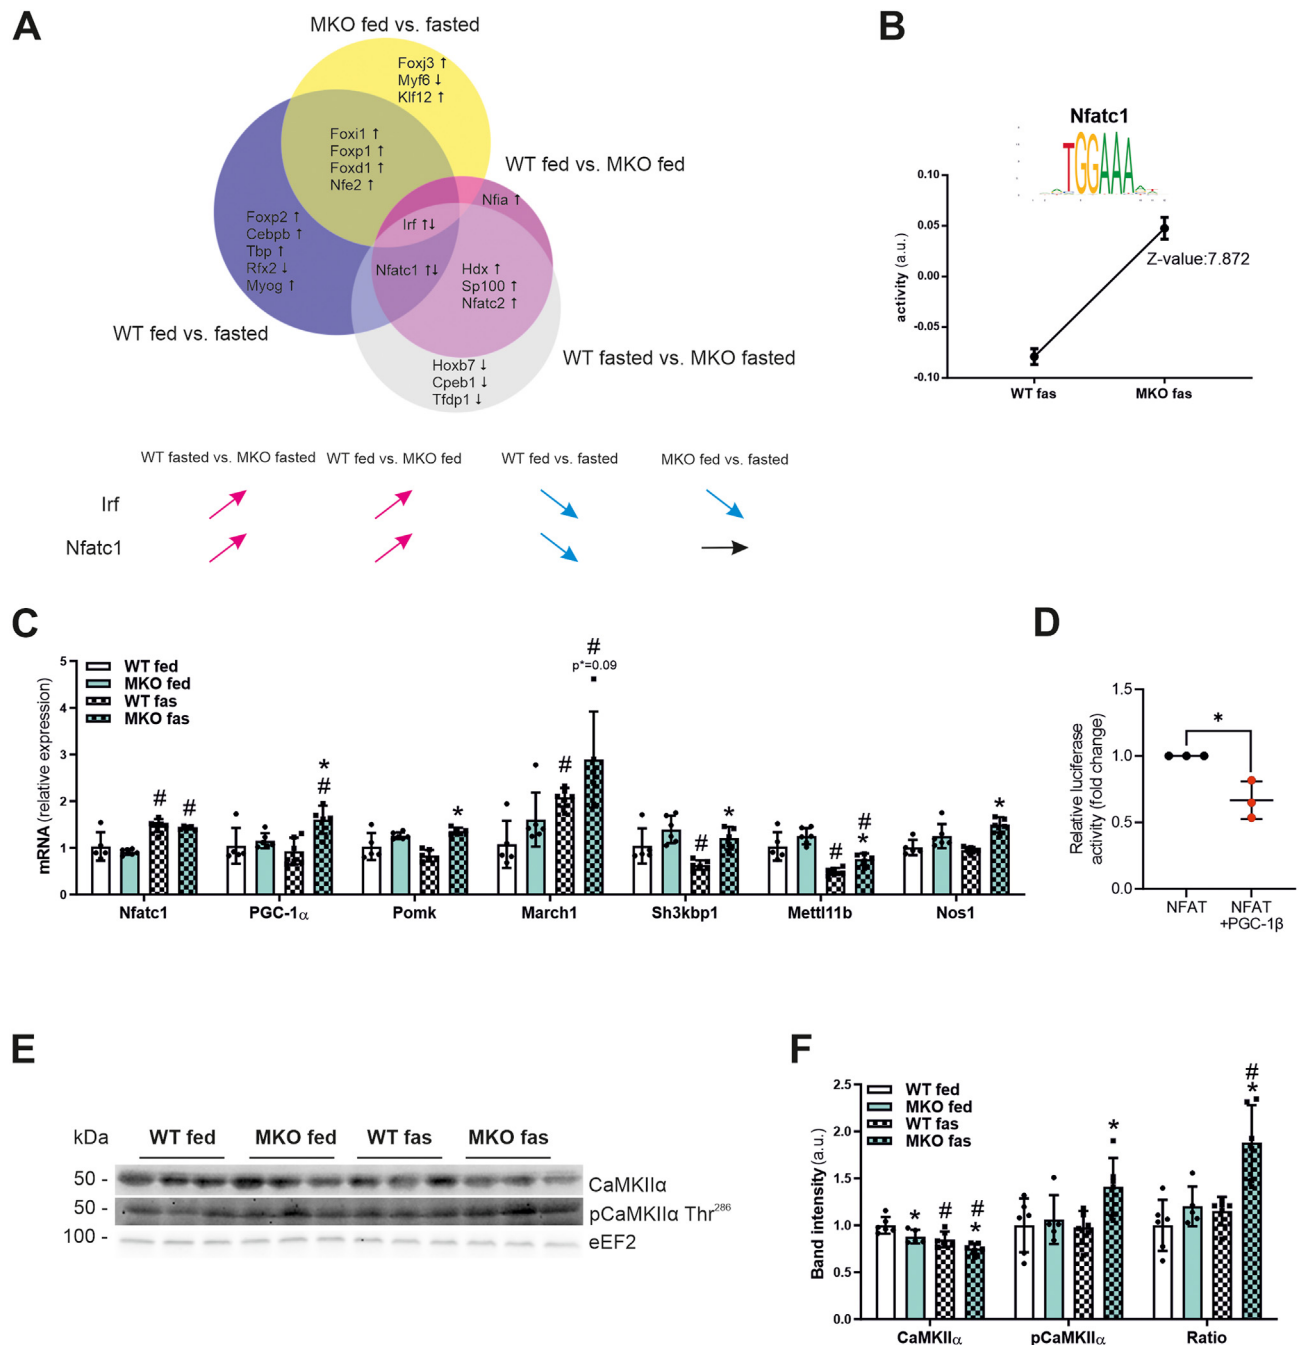 A
MKO fed vs. fasted
Foxj3 ↑
Myf6 ↓
Klf12 ↑
Foxi1 ↑
Foxp1 ↑
Foxd1 ↑
Nfe2 ↑
WT fed vs. MKO fed
Nfia ↑
Irf ↑↓
Foxp2 ↑
Cebpb ↑
Tbp ↑
Rfx2 ↓
Myog ↑
Nfatc1 ↑↓
Hdx ↑
Sp100 ↑
Nfatc2 ↑
WT fed vs. fasted
WT fasted vs. MKO fasted
Hoxb7 ↓
Cpeb1 ↓
Tfdp1 ↓
WT fasted vs. MKO fasted WT fed vs. MKO fed WT fed vs. fasted MKO fed vs. fasted
Irf
Nfatc1
B
Nfatc1
TGGAAA
activity (a.u.)
0.10
0.05
0.00
-0.05
-0.10
Z-value:7.872
WT fas MKO fas
C
mRNA (relative expression)
5
4
3
2
1
0
WT fed
MKO fed
WT fas
MKO fas
# #
* #
*
#
# p*=0.09
# *
# # *
*
Nfatc1 PGC-1α Pomk March1 Sh3kbp1 Mettl11b Nos1
D
Relative luciferase
activity (fold change)
1.5
1.0
0.5
0.0
*
NFAT NFAT
+PGC-1β
E
kDa WT fed MKO fed WT fas MKO fas
50 - CaMKIIα
50 - pCaMKIIα Thr²⁸⁶
100 - eEF2
F
Band intensity (a.u.)
2.5
2.0
1.5
1.0
0.5
0.0
WT fed
MKO fed
WT fas
MKO fas
* # # *
*
# *
CaMKIIα pCaMKIIα Ratio